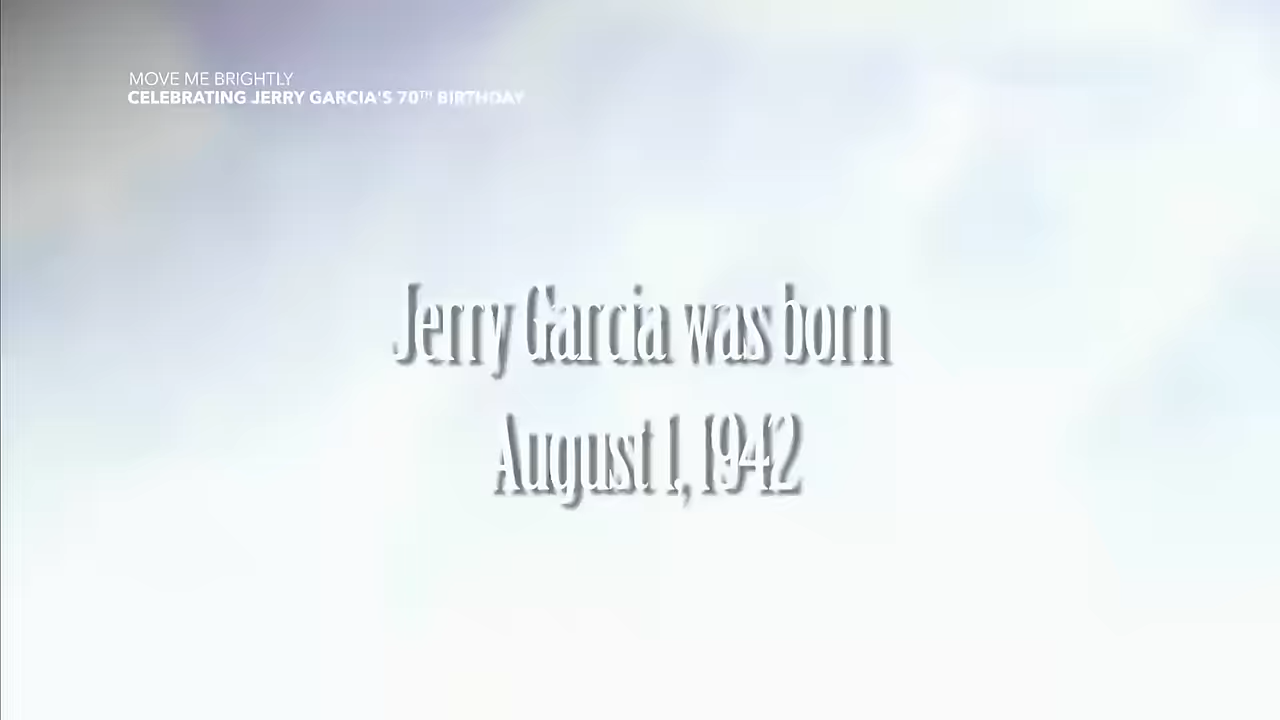 MOVE ME BRIGHTLY
CELEBRATING JERRY GARCIA'S 70TH BIRTHDAY
Jerry Garcia was born
August 1, 1942